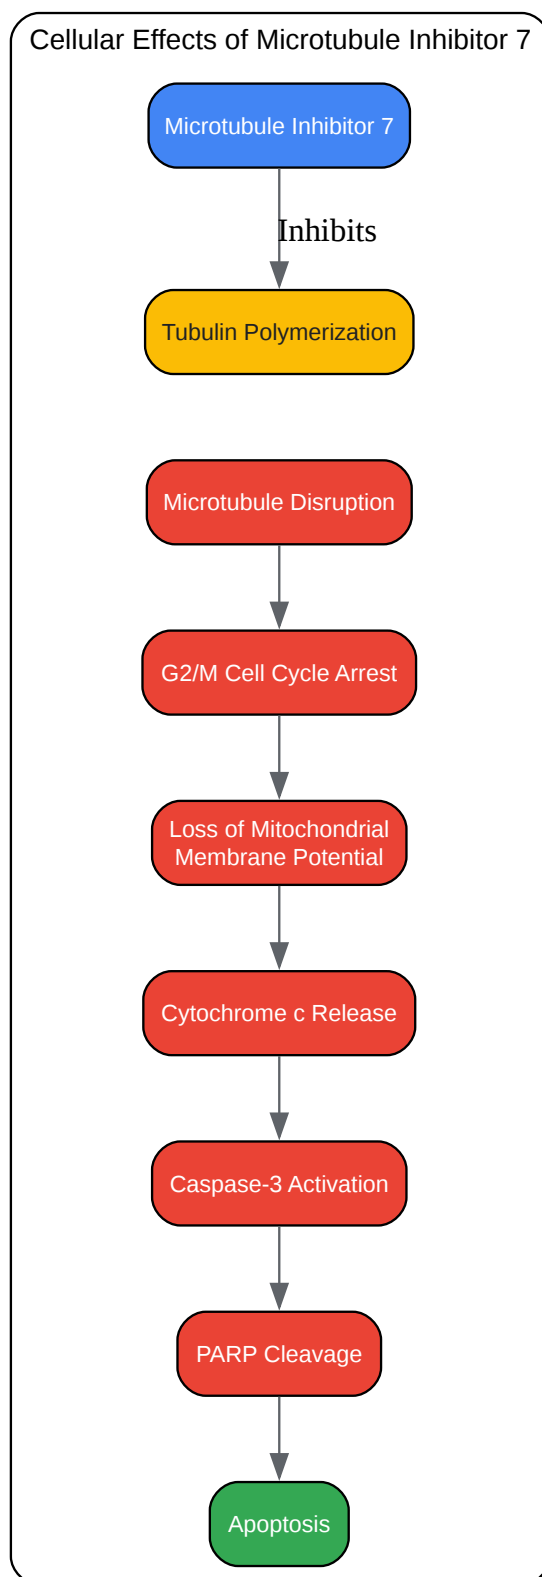 Cellular Effects of Microtubule Inhibitor 7
Microtubule Inhibitor 7
Inhibits
Tubulin Polymerization
Microtubule Disruption
G2/M Cell Cycle Arrest
Loss of Mitochondrial
Membrane Potential
Cytochrome c Release
Caspase-3 Activation
PARP Cleavage
Apoptosis